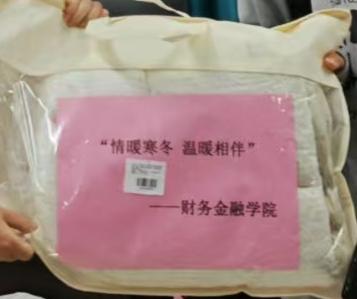 “情暖寒冬 温暖相伴”
——财务金融学院